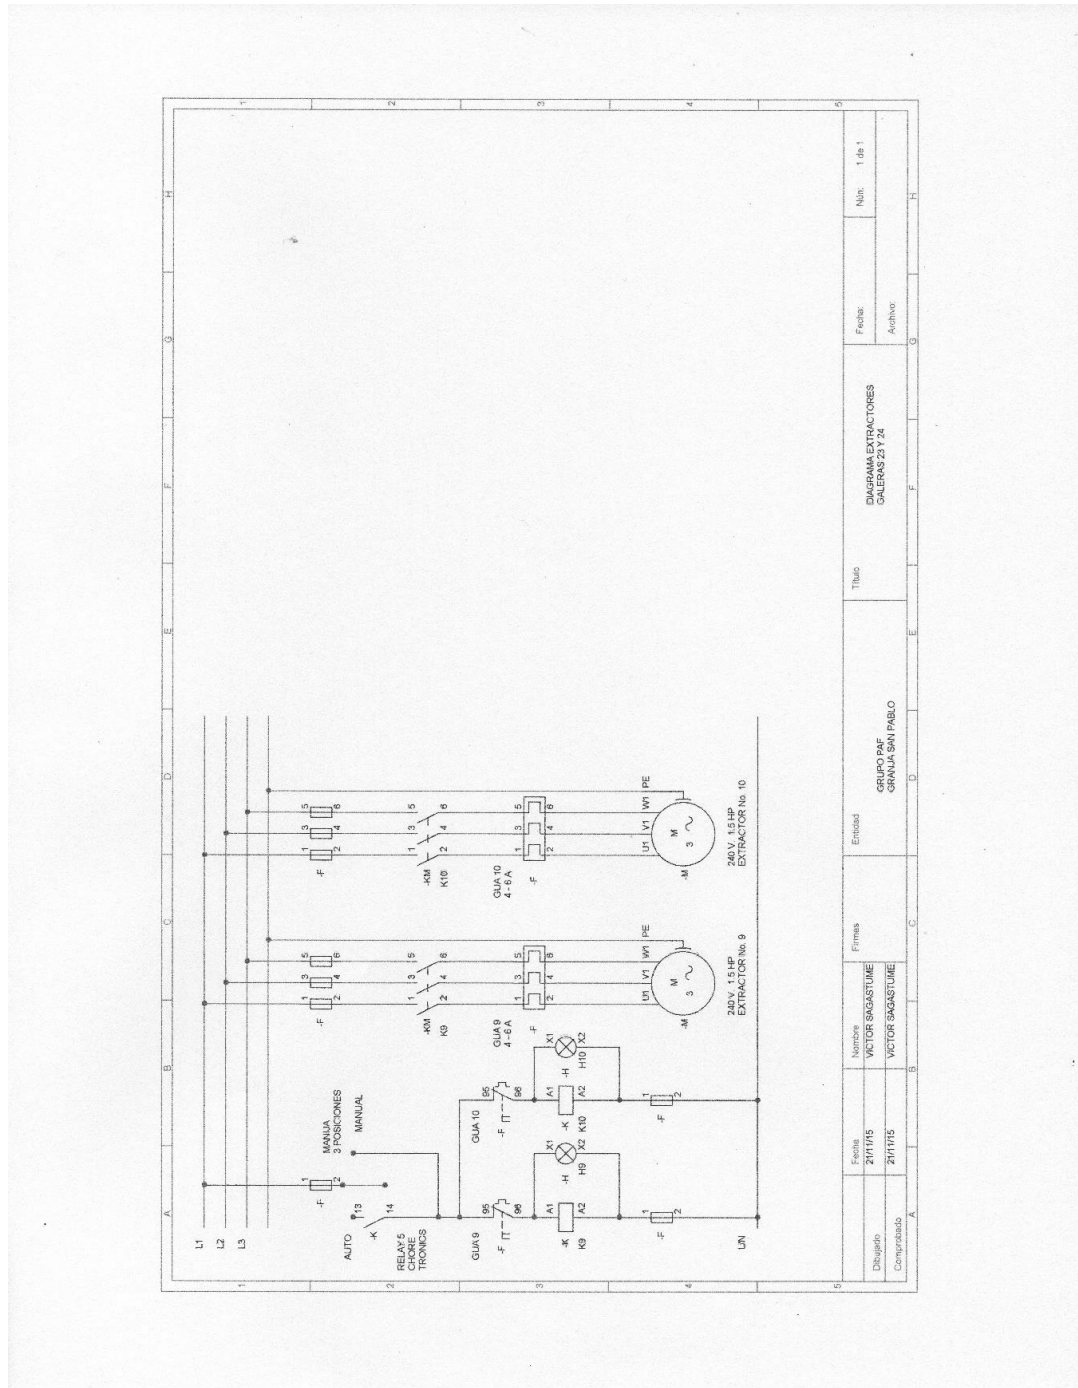 1 2 3 4 5
A B C D E F G H
L1
L2
L3
MANUA
3 POSICIONES
MANUAL
AUTO
-F 1 2
-K 13 14
RELAY 5
CHORE
TRONICS
GUA 9
-F 95 96
GUA 10
-F 95 96
-K A1 A2
K9
-H X1 X2
H9
-K A1 A2
K10
-H X1 X2
H10
-F 1 2
-F 1 2
L/N
-F 1 2 3 4 5 6
-KM 1 2 3 4 5 6
K9
GUA 9
4 - 6 A
-F 1 2 3 4 5 6
U1 V1 W1 PE
M
3
-M
240 V. 1.5 HP
EXTRACTOR No. 9
-F 1 2 3 4 5 6
-KM 1 2 3 4 5 6
K10
GUA 10
4 - 6 A
-F 1 2 3 4 5 6
U1 V1 W1 PE
M
3
-M
240 V. 1.5 HP
EXTRACTOR No. 10
1 2 3 4 5
Fecha Nombre Firmas Entidad Título Fecha: Nún: 1 de 1
Dibujado 21/11/15 VICTOR SAGASTUME
Comprobado 21/11/15 VICTOR SAGASTUME
GRUPO PAF
GRANJA SAN PABLO
DIAGRAMA EXTRACTORES
GALERAS 23 Y 24
Archivo:
A B C D E F G H